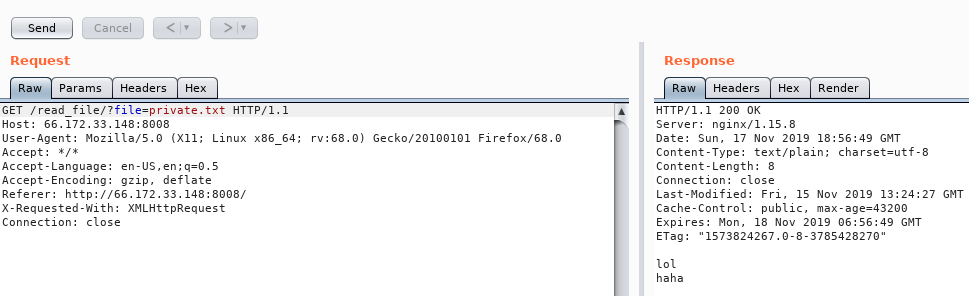 Send Cancel < ▼ > ▼
Request
Raw Params Headers Hex
GET /read_file/?file=private.txt HTTP/1.1
Host: 66.172.33.148:8008
User-Agent: Mozilla/5.0 (X11; Linux x86_64; rv:68.0) Gecko/20100101 Firefox/68.0
Accept: */*
Accept-Language: en-US,en;q=0.5
Accept-Encoding: gzip, deflate
Referer: http://66.172.33.148:8008/
X-Requested-With: XMLHttpRequest
Connection: close
Response
Raw Headers Hex Render
HTTP/1.1 200 OK
Server: nginx/1.15.8
Date: Sun, 17 Nov 2019 18:56:49 GMT
Content-Type: text/plain; charset=utf-8
Content-Length: 8
Connection: close
Last-Modified: Fri, 15 Nov 2019 13:24:27 GMT
Cache-Control: public, max-age=43200
Expires: Mon, 18 Nov 2019 06:56:49 GMT
ETag: "1573824267.0-8-3785428270"
lol
haha